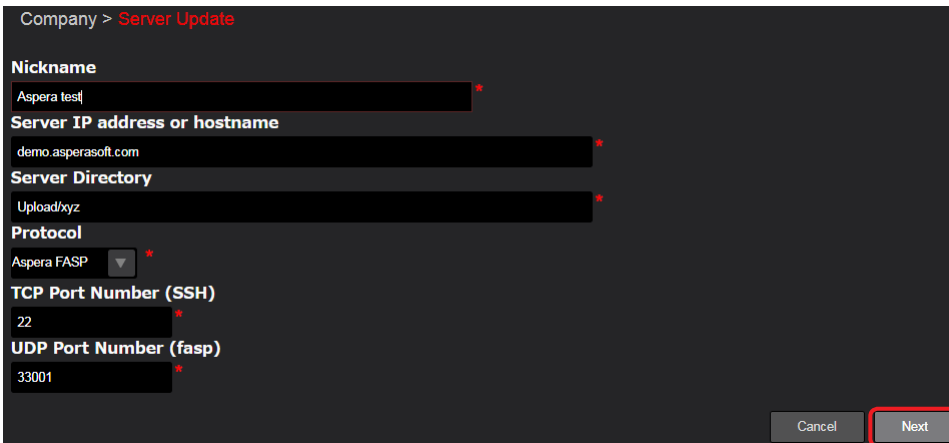 Company > Server Update
Nickname
Aspera test
*
Server IP address or hostname
demo.asperasoft.com
*
Server Directory
Upload/xyz
*
Protocol
Aspera FASP
*
TCP Port Number (SSH)
22
*
UDP Port Number (fasp)
33001
*
Cancel
Next